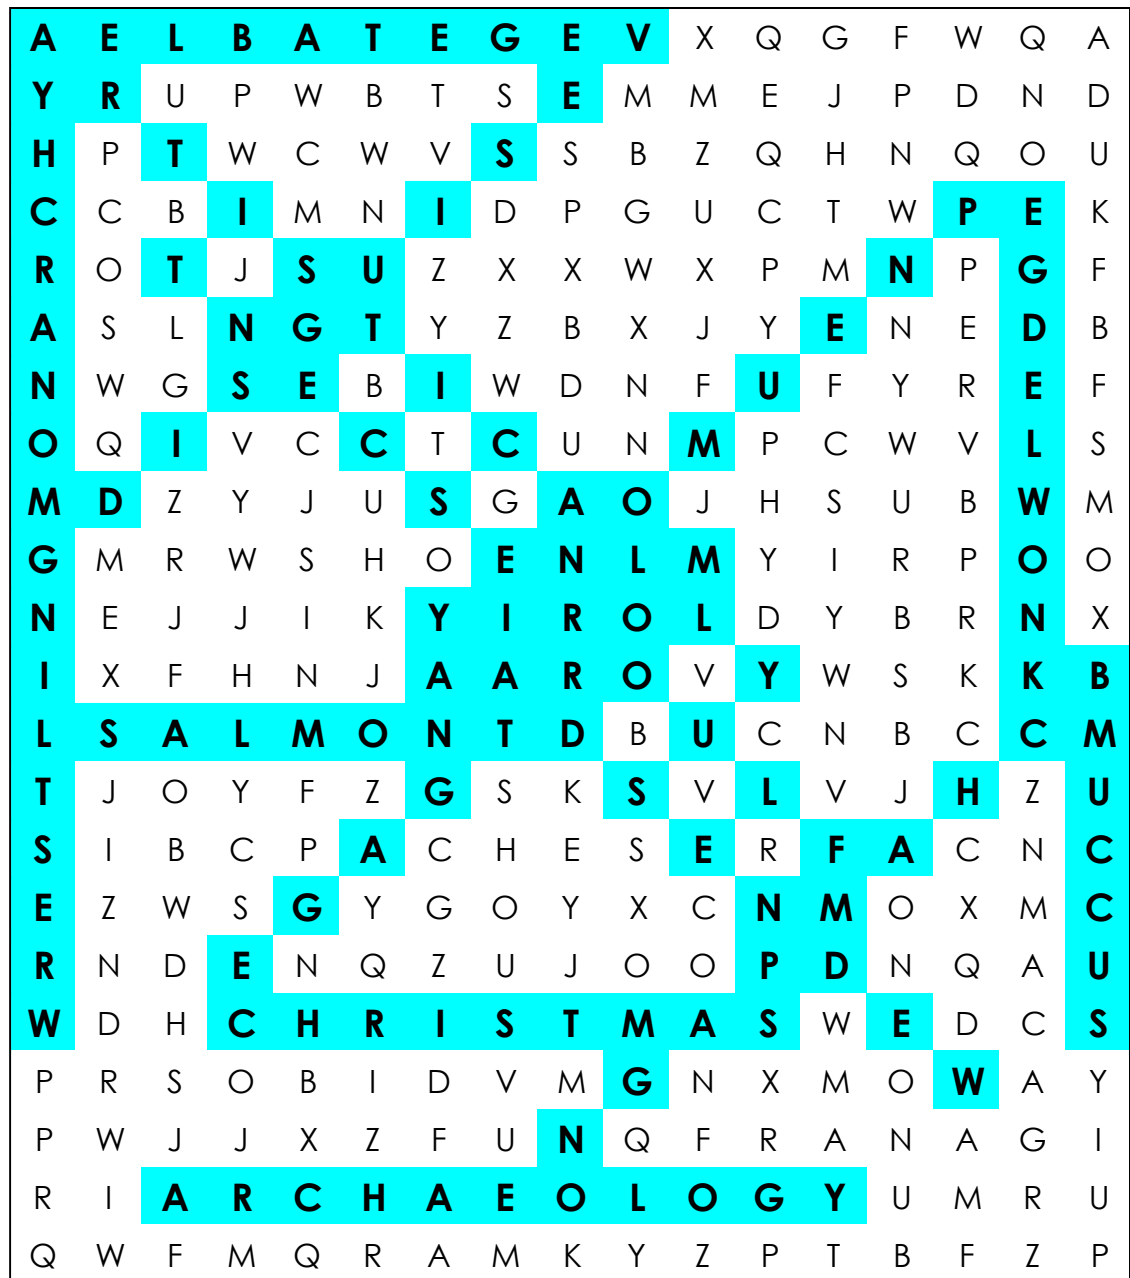 A E L B A T E G E V X Q G F W Q A
Y R U P W B T S E M M E J P D N D
H P T W C W V S S B Z Q H N Q O U
C C B I M N I D P G U C T W P E K
R O T J S U Z X X W X P M N P G F
A S L N G T Y Z B X J Y E N E D B
N W G S E B I W D N F U F Y R E F
O Q I V C C T C U N M P C W V L S
M D Z Y J U S G A O J H S U B W M
G M R W S H O E N L M Y I R P O O
N E J J I K Y I R O L D Y B R N X
I X F H N J A A R O V Y W S K K B
L S A L M O N T D B U C N B C C M
T J O Y F Z G S K S V L V J H Z U
S I B C P A C H E S E R F A C N C
E Z W S G Y G O Y X C N M O X M C
R N D E N Q Z U J O O P D N Q A U
W D H C H R I S T M A S W E D C S
P R S O B I D V M G N X M O W A Y
P W J J X Z F U N Q F R A N A G I
R I A R C H A E O L O G Y U M R U
Q W F M Q R A M K Y Z P T B F Z P